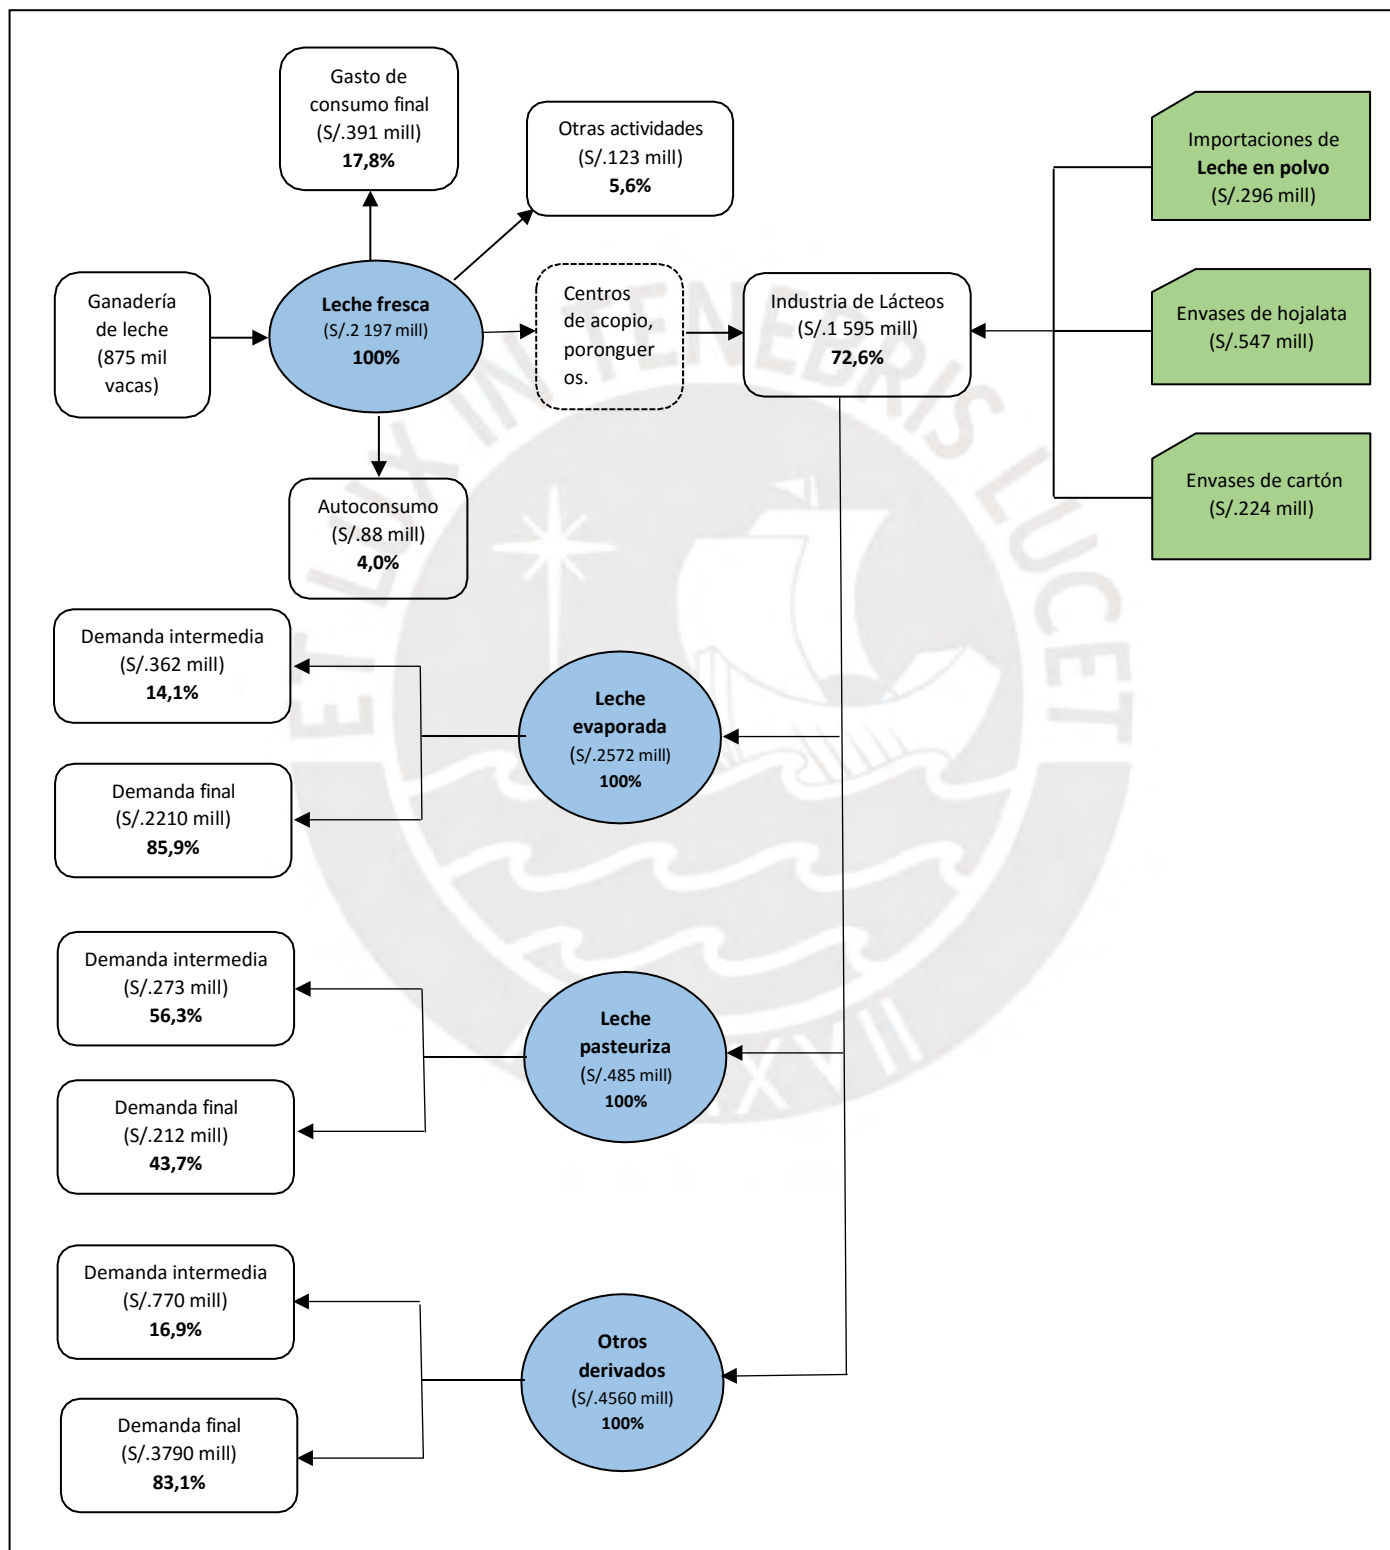 Gasto de
consumo final
(S/.391 mill)
17,8%
Otras actividades
(S/.123 mill)
5,6%
Importaciones de
Leche en polvo
(S/.296 mill)
Ganadería
de leche
(875 mil
vacas)
Leche fresca
(S/.2 197 mill)
100%
Centros
de acopio,
poronguer
os.
Industria de Lácteos
(S/.1 595 mill)
72,6%
Envases de hojalata
(S/.547 mill)
Envases de cartón
(S/.224 mill)
Autoconsumo
(S/.88 mill)
4,0%
Demanda intermedia
(S/.362 mill)
14,1%
Leche
evaporada
(S/.2572 mill)
100%
Demanda final
(S/.2210 mill)
85,9%
Demanda intermedia
(S/.273 mill)
56,3%
Leche
pasteuriza
(S/.485 mill)
100%
Demanda final
(S/.212 mill)
43,7%
Demanda intermedia
(S/.770 mill)
16,9%
Otros
derivados
(S/.4560 mill)
100%
Demanda final
(S/.3790 mill)
83,1%
ET LUX IN TENEBRIS LUCET